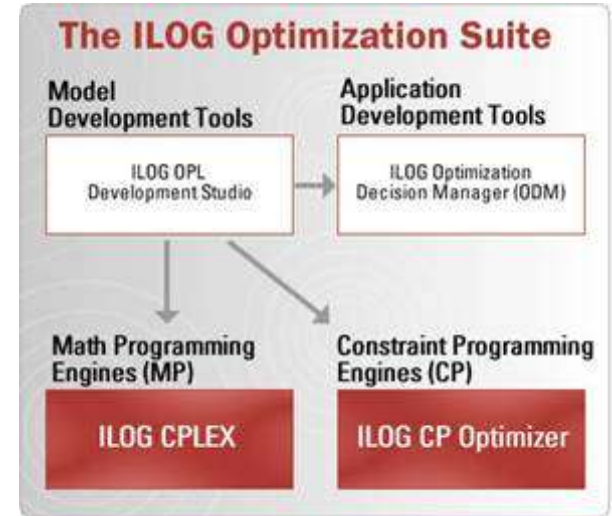 The ILOG Optimization Suite
Model
Development Tools
ILOG OPL
Development Studio
Application
Development Tools
ILOG Optimization
Decision Manager (ODM)
Math Programming
Engines (MP)
ILOG CPLEX
Constraint Programming
Engines (CP)
ILOG CP Optimizer